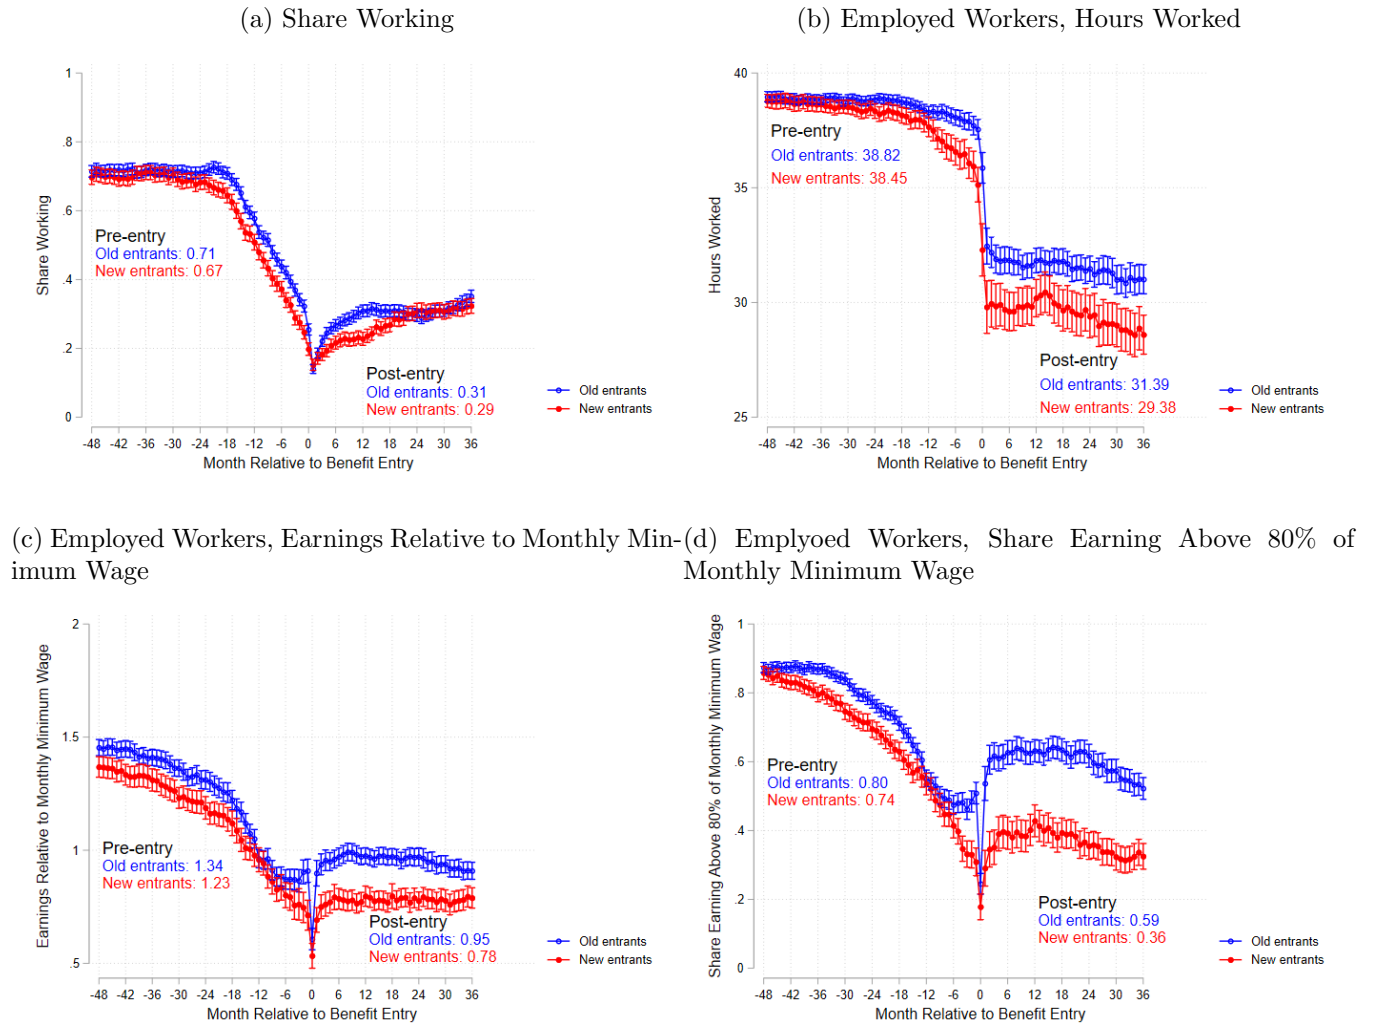 (a) Share Working
1
.8
.6
.4
.2
0
Share Working
Pre-entry
Old entrants: 0.71
New entrants: 0.67
Post-entry
Old entrants: 0.31
New entrants: 0.29
Old entrants
New entrants
-48 -42 -36 -30 -24 -18 -12 -6 0 6 12 18 24 30 36
Month Relative to Benefit Entry
(b) Employed Workers, Hours Worked
40
35
30
25
Hours Worked
Pre-entry
Old entrants: 38.82
New entrants: 38.45
Post-entry
Old entrants: 31.39
New entrants: 29.38
Old entrants
New entrants
-48 -42 -36 -30 -24 -18 -12 -6 0 6 12 18 24 30 36
Month Relative to Benefit Entry
(c) Employed Workers, Earnings Relative to Monthly Min-
imum Wage
2
1.5
1
.5
Earnings Relative to Monthly Minimum Wage
Pre-entry
Old entrants: 1.34
New entrants: 1.23
Post-entry
Old entrants: 0.95
New entrants: 0.78
Old entrants
New entrants
-48 -42 -36 -30 -24 -18 -12 -6 0 6 12 18 24 30 36
Month Relative to Benefit Entry
(d) Emplyoed Workers, Share Earning Above 80% of
Monthly Minimum Wage
1
.8
.6
.4
.2
0
Share Earning Above 80% of Monthly Minimum Wage
Pre-entry
Old entrants: 0.80
New entrants: 0.74
Post-entry
Old entrants: 0.59
New entrants: 0.36
Old entrants
New entrants
-48 -42 -36 -30 -24 -18 -12 -6 0 6 12 18 24 30 36
Month Relative to Benefit Entry